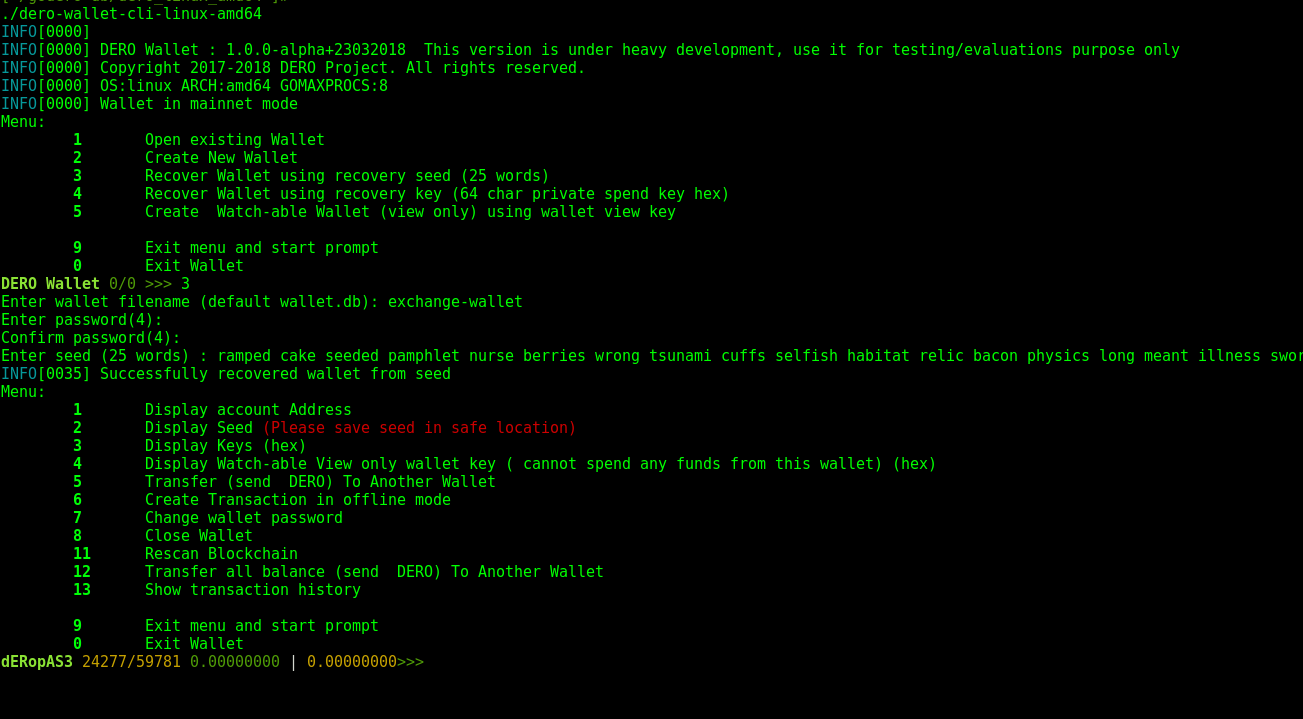 ./dero-wallet-cli-linux-amd64
INFO[0000]
INFO[0000] DERO Wallet : 1.0.0-alpha+23032018  This version is under heavy development, use it for testing/evaluations purpose only
INFO[0000] Copyright 2017-2018 DERO Project. All rights reserved.
INFO[0000] OS:linux ARCH:amd64 GOMAXPROCS:8
INFO[0000] Wallet in mainnet mode
Menu:
1 Open existing Wallet
2 Create New Wallet
3 Recover Wallet using recovery seed (25 words)
4 Recover Wallet using recovery key (64 char private spend key hex)
5 Create  Watch-able Wallet (view only) using wallet view key
9 Exit menu and start prompt
0 Exit Wallet
DERO Wallet 0/0 >>> 3
Enter wallet filename (default wallet.db): exchange-wallet
Enter password(4):
Confirm password(4):
Enter seed (25 words) : ramped cake seeded pamphlet nurse berries wrong tsunami cuffs selfish habitat relic bacon physics long meant illness
INFO[0035] Successfully recovered wallet from seed
Menu:
1 Display account Address
2 Display Seed (Please save seed in safe location)
3 Display Keys (hex)
4 Display Watch-able View only wallet key ( cannot spend any funds from this wallet) (hex)
5 Transfer (send  DERO) To Another Wallet
6 Create Transaction in offline mode
7 Change wallet password
8 Close Wallet
11 Rescan Blockchain
12 Transfer all balance (send  DERO) To Another Wallet
13 Show transaction history
9 Exit menu and start prompt
0 Exit Wallet
dERopAS3 24277/59781 0.00000000 | 0.00000000>>>